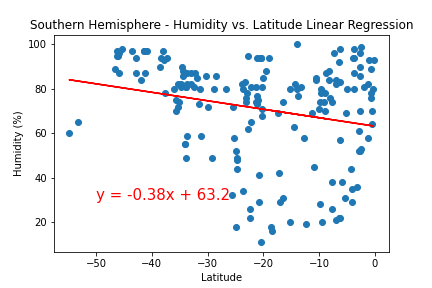 Southern Hemisphere - Humidity vs. Latitude Linear Regression
100
80
60
40
20
Humidity (%)
y = -0.38x + 63.2
−50
−40
−30
−20
−10
0
Latitude